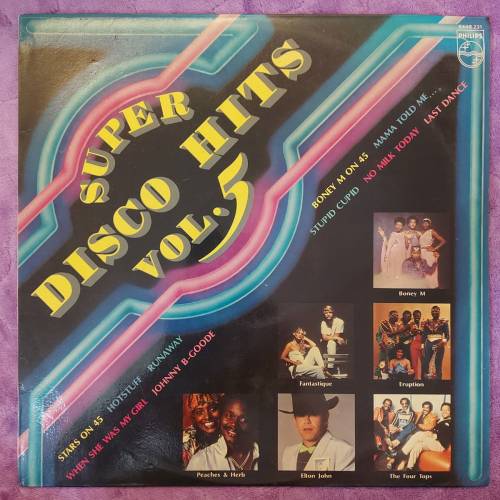 PHILIPS
SUPER
DISCO HITS
VOL. 5
BONEY M ON 45 MAMA TOLD ME....
STUPID CUPID NO MILK TODAY LAST DANCE
Boney M
STARS ON 45 HOTSTUFF RUNAWAY
WHEN SHE WAS MY GIRL JOHNNY B-GOODE
Fantastique
Eruption
Peaches & Herb
Elton John
The Four Tops